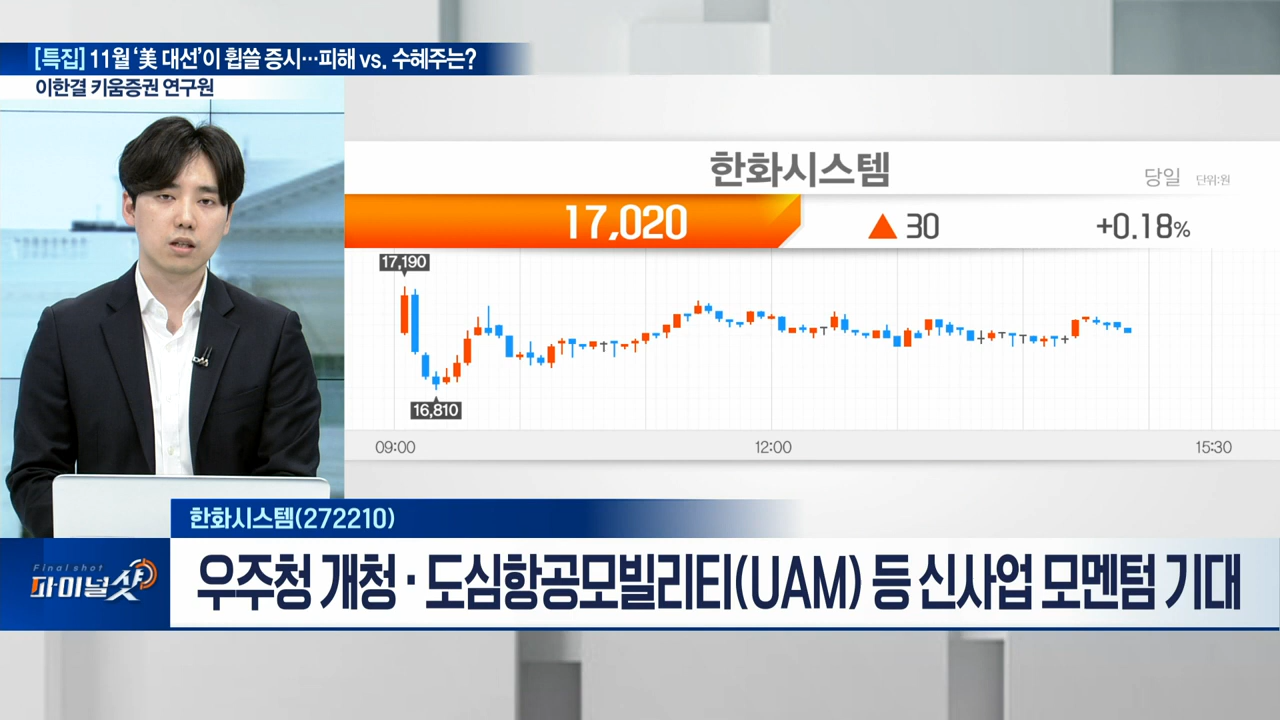 [특집] 11월 ‘美 대선’이 휩쓸 증시…피해 vs. 수혜주는?
이한결 키움증권 연구원
한화시스템
당일 단위:원
17,020 ▲ 30 +0.18%
17,190
16,810
09:00 12:00 15:30
한화시스템(272210)
Final shot
파이널샷
우주청 개청·도심항공모빌리티(UAM) 등 신사업 모멘텀 기대